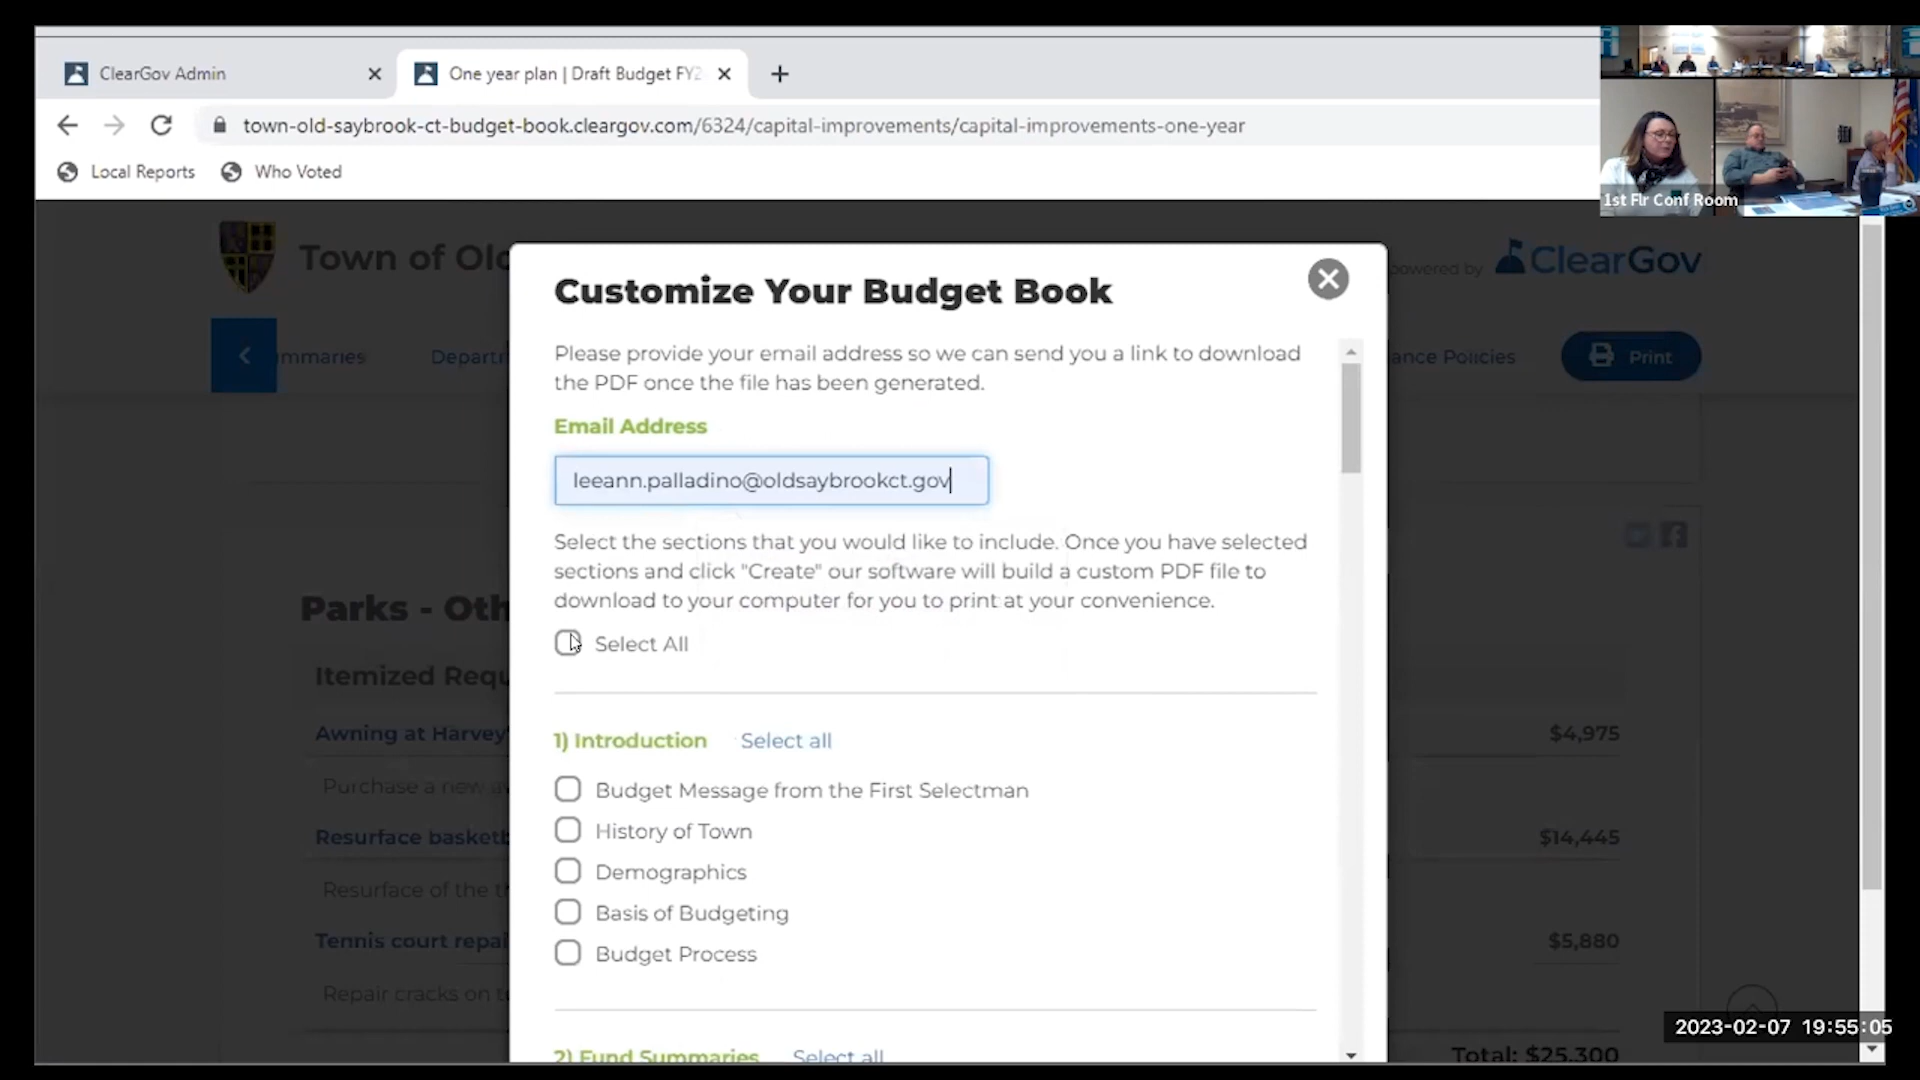 ClearGov Admin
One year plan | Draft Budget FY2
town-old-saybrook-ct-budget-book.cleargov.com/6324/capital-improvements/capital-improvements-one-year
Local Reports
Who Voted
1st Flr Conf Room
Town of Old
powered by ClearGov
mmaries
Departr
ance Policies
Print
Customize Your Budget Book
Please provide your email address so we can send you a link to download
the PDF once the file has been generated.
Email Address
leeann.palladino@oldsaybrookct.gov
Select the sections that you would like to include. Once you have selected
sections and click "Create" our software will build a custom PDF file to
download to your computer for you to print at your convenience.
Select All
Parks - Oth
Itemized Requ
Awning at Harvey'
$4,975
Purchase a new aw
Resurface basketb
$14,445
Resurface of the t
Tennis court repai
$5,880
Repair cracks on t
Total: $25,300
1) Introduction
Select all
Budget Message from the First Selectman
History of Town
Demographics
Basis of Budgeting
Budget Process
2) Fund Summaries
Select all
2023-02-07 19:55:05